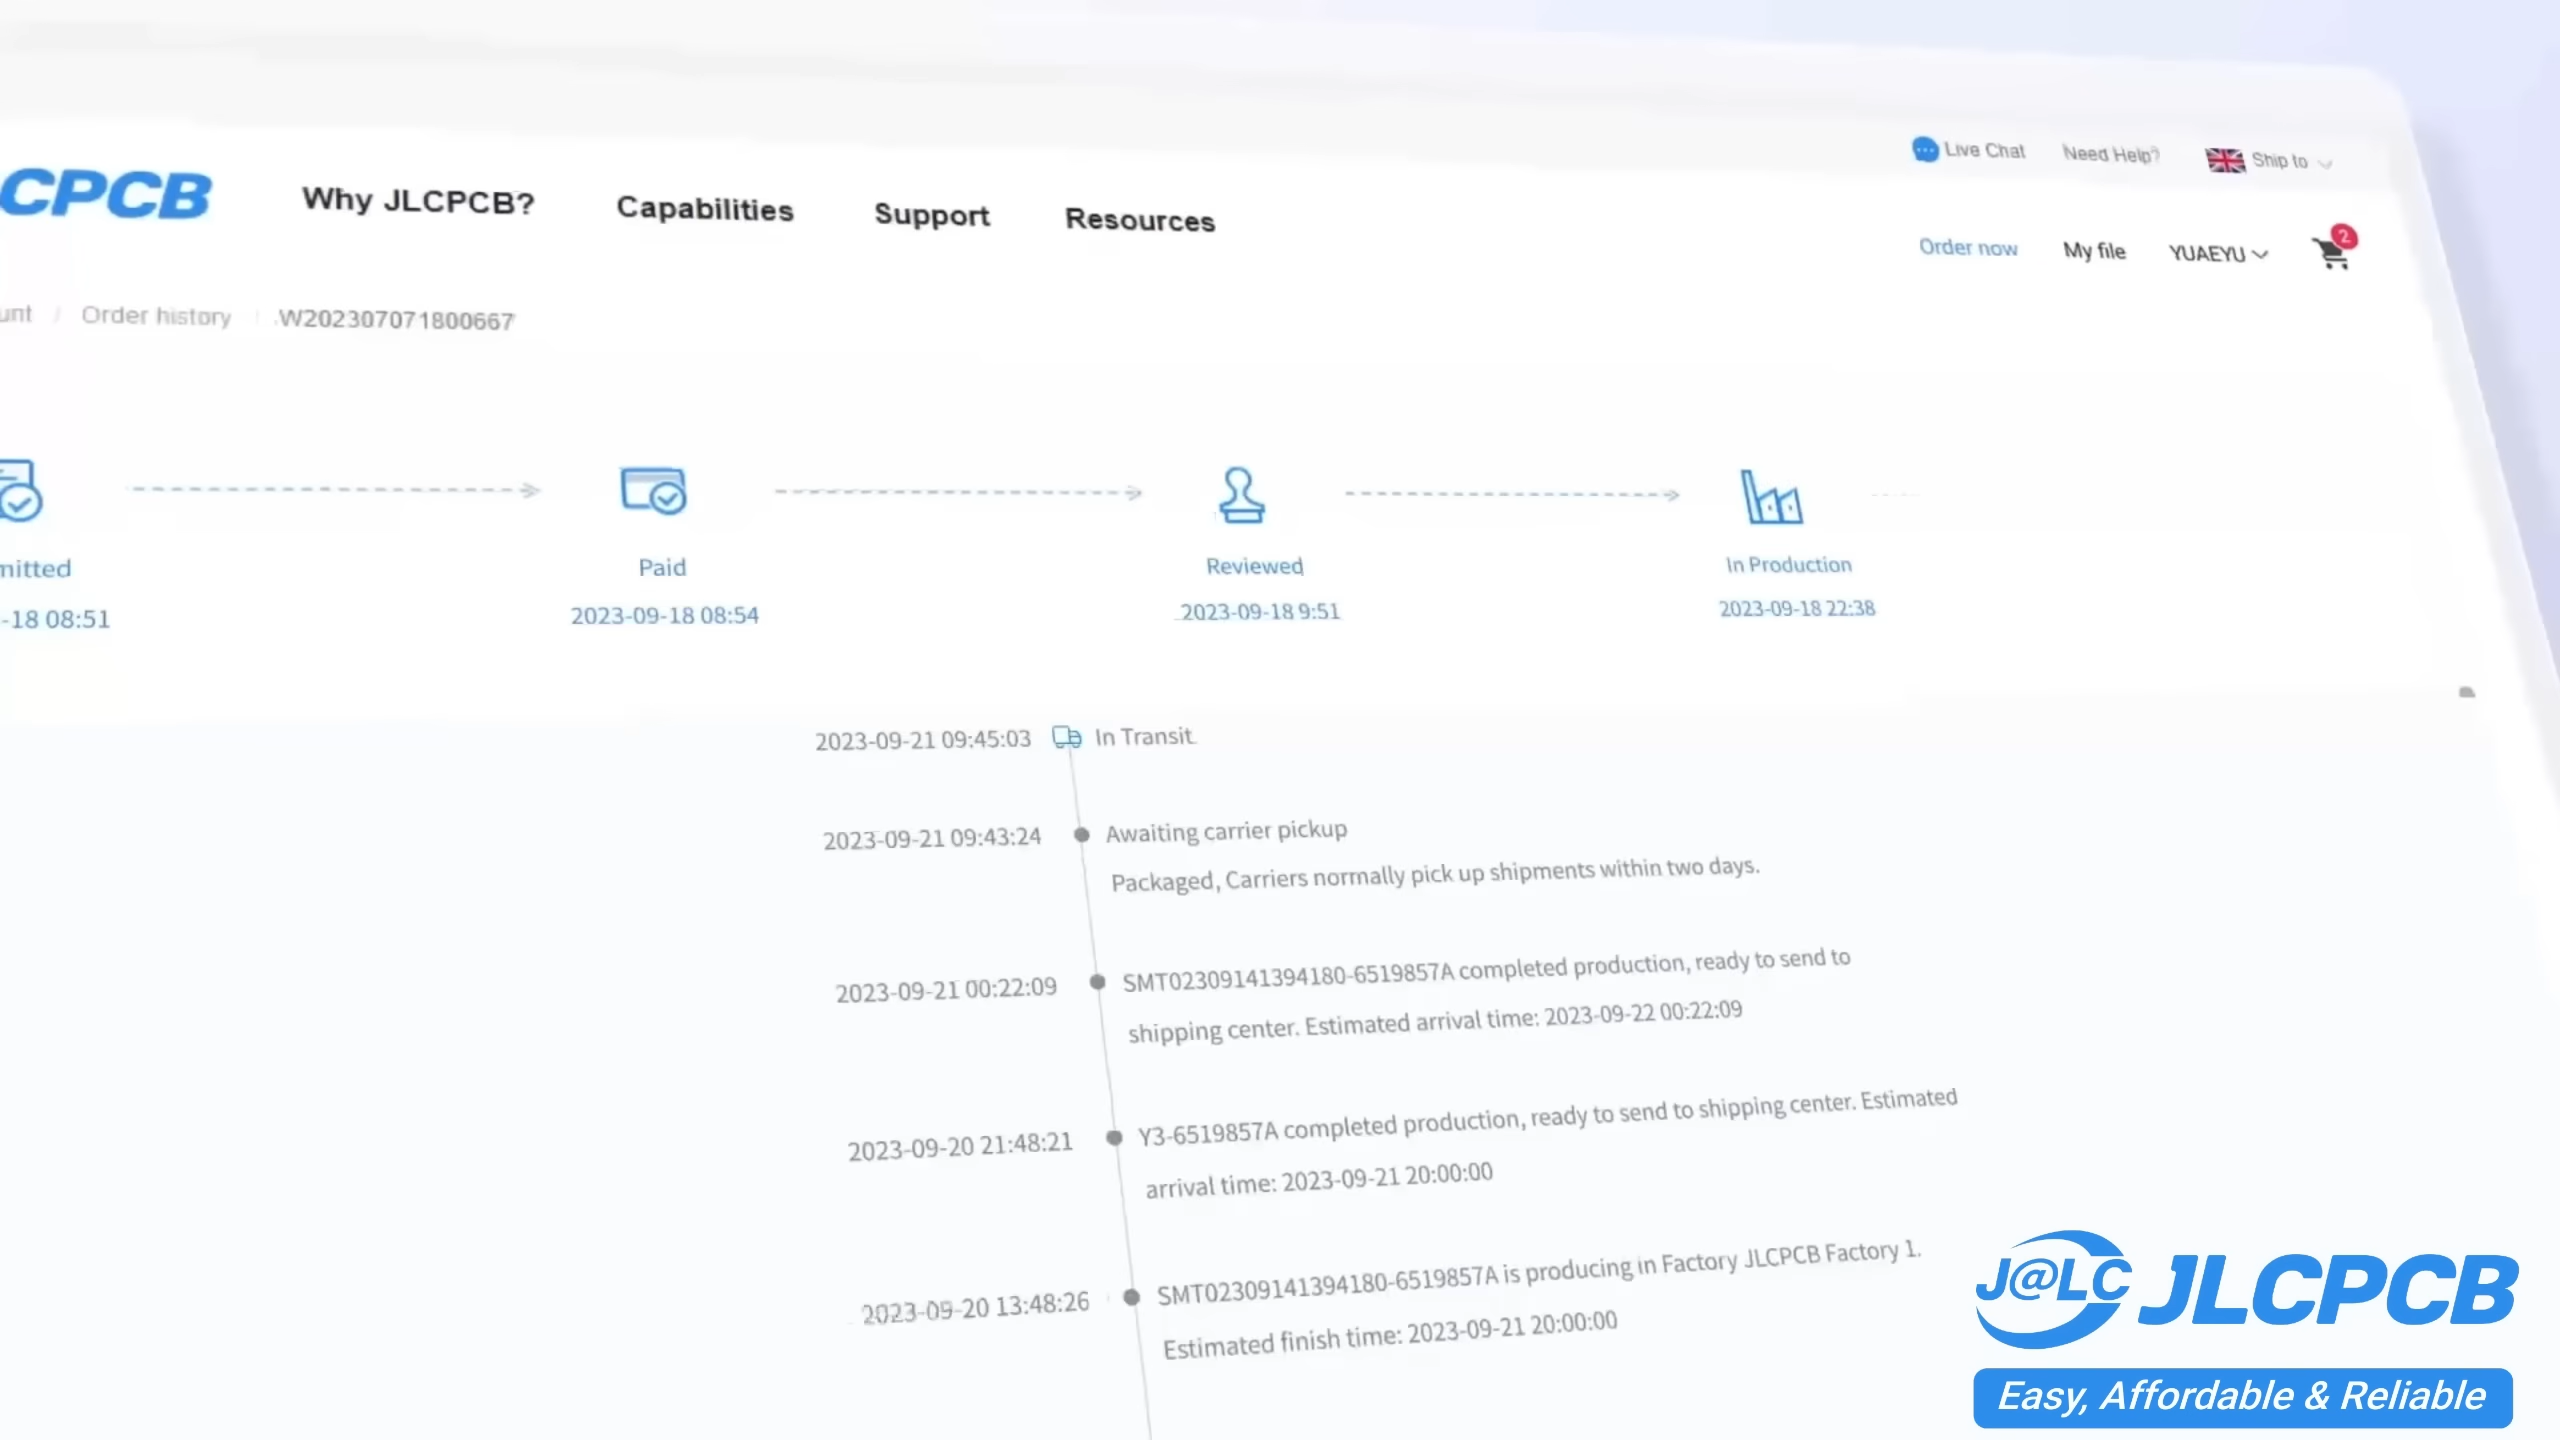 Live Chat Need Help? Ship to
CPCB Why JLCPCB? Capabilities Support Resources
Order now My file YUAEYU 2
unt / Order history W202307071800667
mitted Paid Reviewed In Production
-18 08:51 2023-09-18 08:54 2023-09-18 9:51 2023-09-18 22:38
2023-09-21 09:45:03 In Transit
2023-09-21 09:43:24 Awaiting carrier pickup
Packaged, Carriers normally pick up shipments within two days.
2023-09-21 00:22:09 SMT02309141394180-6519857A completed production, ready to send to
shipping center. Estimated arrival time: 2023-09-22 00:22:09
2023-09-20 21:48:21 Y3-6519857A completed production, ready to send to shipping center. Estimated
arrival time: 2023-09-21 20:00:00
2023-09-20 13:48:26 SMT02309141394180-6519857A is producing in Factory JLCPCB Factory 1.
Estimated finish time: 2023-09-21 20:00:00
J@LC JLCPCB
Easy, Affordable & Reliable